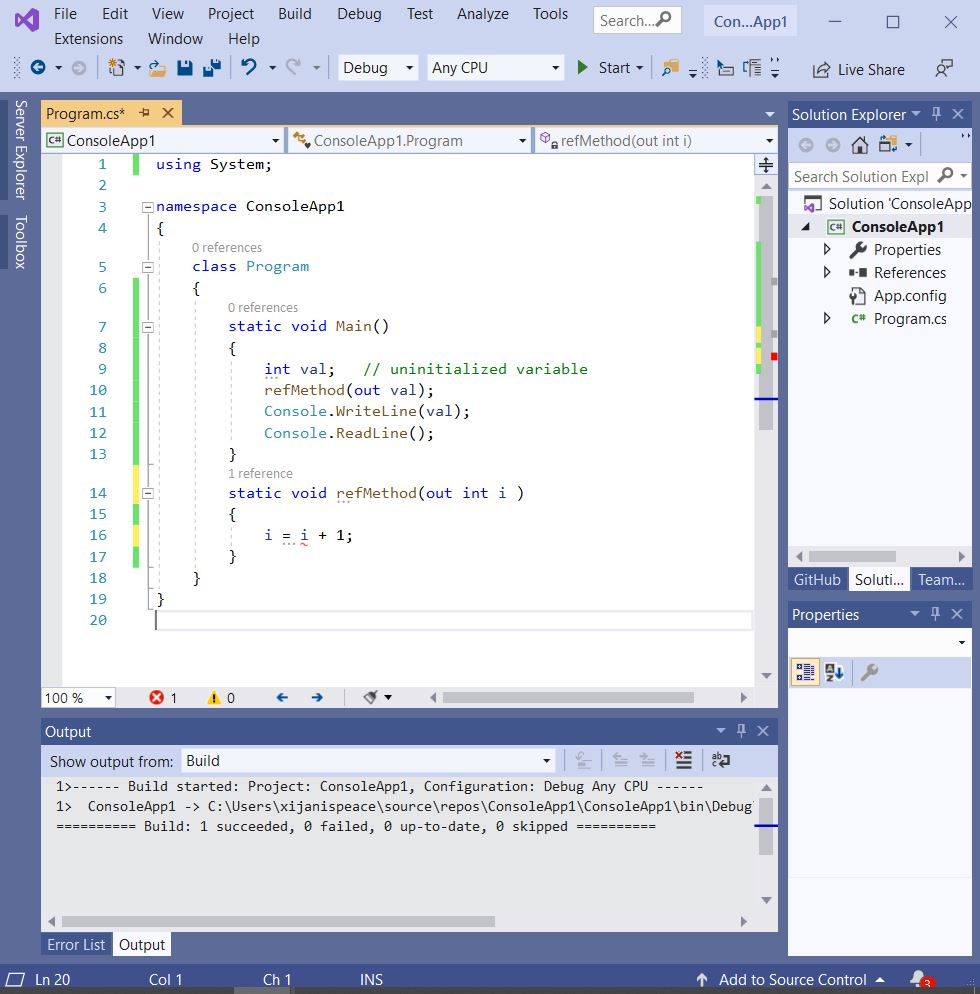 File Edit View Project Build Debug Test Analyze Tools Search... Con...App1
Extensions Window Help
Debug Any CPU Start Live Share
Server Explorer
Toolbox
Program.cs*
C# ConsoleApp1 ConsoleApp1.Program refMethod(out int i)
1 using System;
2
3 namespace ConsoleApp1
4 {
0 references
5 class Program
6 {
0 references
7 static void Main()
8 {
9 int val; // uninitialized variable
10 refMethod(out val);
11 Console.WriteLine(val);
12 Console.ReadLine();
13 }
1 reference
14 static void refMethod(out int i )
15 {
16 i = i + 1;
17 }
18 }
19 }
20
100 % 1 0
Output
Show output from: Build
1>------ Build started: Project: ConsoleApp1, Configuration: Debug Any CPU ------
1> ConsoleApp1 -> C:\Users\xijanispeace\source\repos\ConsoleApp1\ConsoleApp1\bin\Debug
========== Build: 1 succeeded, 0 failed, 0 up-to-date, 0 skipped ==========
Error List Output
Solution Explorer
Search Solution Expl
Solution 'ConsoleApp
C# ConsoleApp1
Properties
References
App.config
C# Program.cs
GitHub Soluti... Team...
Properties
Ln 20 Col 1 Ch 1 INS Add to Source Control 3